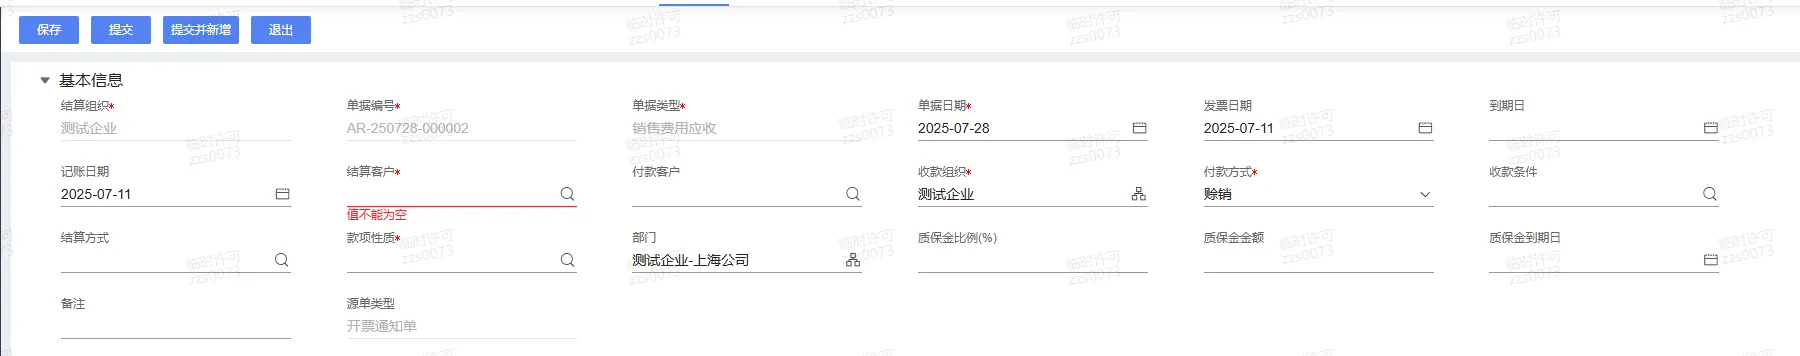 保存 提交 提交并新增 退出
基本信息
结算组织* 单据编号* 单据类型* 单据日期* 发票日期 到期日
测试企业 AR-250728-000002 销售费用应收 2025-07-28 2025-07-11
记账日期 结算客户* 付款客户 收款组织* 付款方式* 收款条件
2025-07-11 测试企业 赊销
值不能为空
结算方式 款项性质* 部门 质保金比例(%) 质保金金额 质保金到期日
测试企业-上海公司
备注 源单类型
开票通知单
临时许可
zzs0073